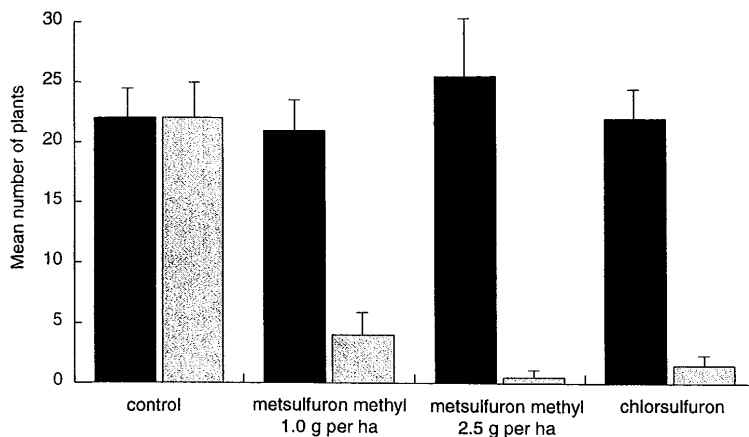 30
25
20
15
10
5
0
Mean number of plants
control
metsulfuron methyl
1.0 g per ha
metsulfuron methyl
2.5 g per ha
chlorsulfuron